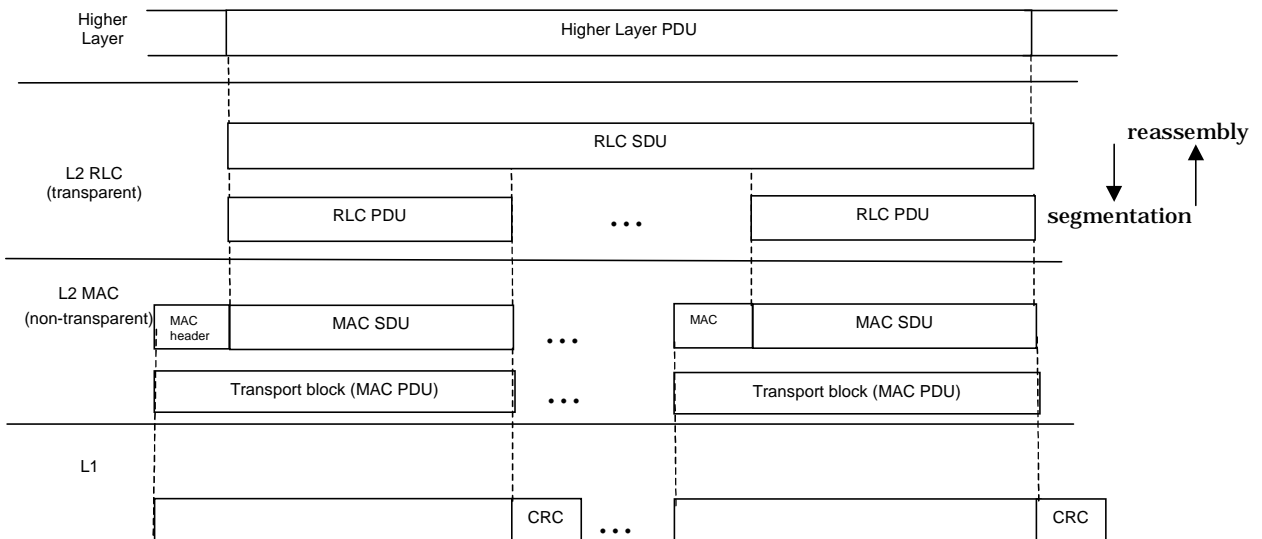 Higher
Layer
Higher Layer PDU
RLC SDU
reassembly
L2 RLC
(transparent)
RLC PDU
...
RLC PDU
segmentation
L2 MAC
(non-transparent)
MAC
header
MAC SDU
...
MAC
MAC SDU
Transport block (MAC PDU)
...
Transport block (MAC PDU)
L1
CRC
...
CRC